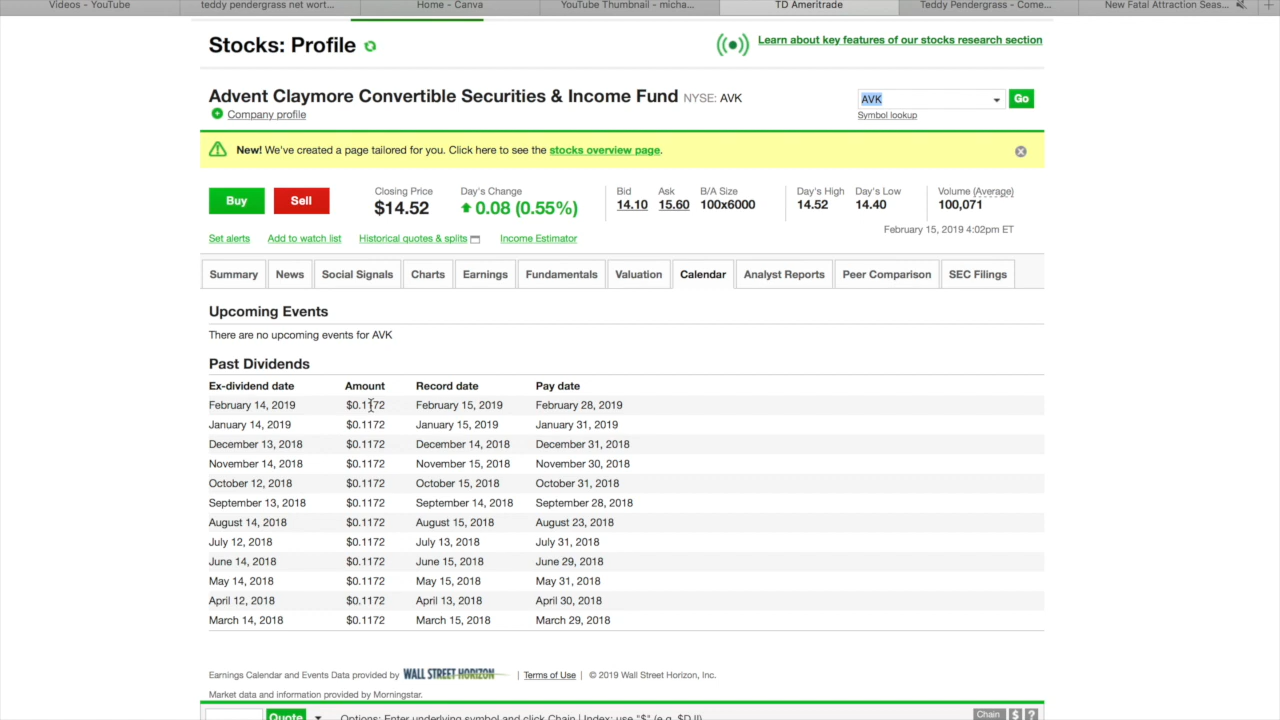 Videos - YouTube teddy pendergrass net wort... Home - Canva YouTube Thumbnail - micha... TD Ameritrade Teddy Pendergrass - Come... New Fatal Attraction Seas...
Stocks: Profile
Learn about key features of our stocks research section
Advent Claymore Convertible Securities & Income Fund NYSE: AVK
AVK Go
Company profile
Symbol lookup
New! We've created a page tailored for you. Click here to see the stocks overview page.
Buy Sell
Closing Price Day's Change Bid Ask B/A Size Day's High Day's Low Volume (Average)
$14.52 0.08 (0.55%) 14.10 15.60 100x6000 14.52 14.40 100,071
February 15, 2019 4:02pm ET
Set alerts Add to watch list Historical quotes & splits Income Estimator
Summary News Social Signals Charts Earnings Fundamentals Valuation Calendar Analyst Reports Peer Comparison SEC Filings
Upcoming Events
There are no upcoming events for AVK
Past Dividends
Ex-dividend date Amount Record date Pay date
February 14, 2019 $0.1172 February 15, 2019 February 28, 2019
January 14, 2019 $0.1172 January 15, 2019 January 31, 2019
December 13, 2018 $0.1172 December 14, 2018 December 31, 2018
November 14, 2018 $0.1172 November 15, 2018 November 30, 2018
October 12, 2018 $0.1172 October 15, 2018 October 31, 2018
September 13, 2018 $0.1172 September 14, 2018 September 28, 2018
August 14, 2018 $0.1172 August 15, 2018 August 23, 2018
July 12, 2018 $0.1172 July 13, 2018 July 31, 2018
June 14, 2018 $0.1172 June 15, 2018 June 29, 2018
May 14, 2018 $0.1172 May 15, 2018 May 31, 2018
April 12, 2018 $0.1172 April 13, 2018 April 30, 2018
March 14, 2018 $0.1172 March 15, 2018 March 29, 2018
Earnings Calendar and Events Data provided by WALL STREET HORIZON | Terms of Use | © 2019 Wall Street Horizon, Inc.
Market data and information provided by Morningstar.
Quote Options: Enter underlying symbol and click Chain | Index: use "$" (e.g. $DJI) Chain $ ?